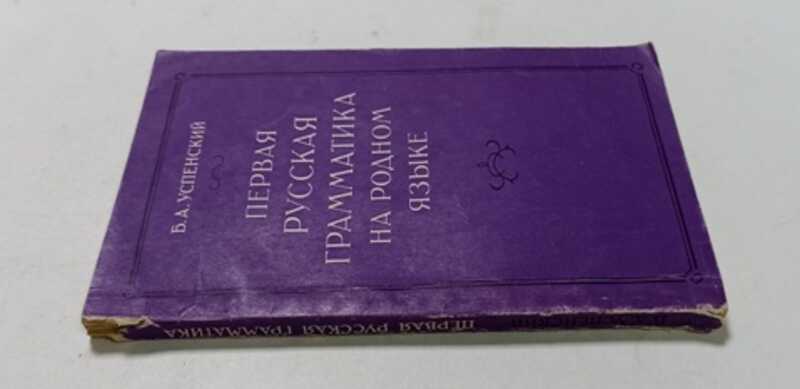 Б.А. УСПЕНСКИЙ
ПЕРВАЯ
РУССКАЯ
ГРАММАТИКА
НА РОДНОМ
ЯЗЫКЕ
ПЕРВАЯ РУССКАЯ ГРАММАТИКА